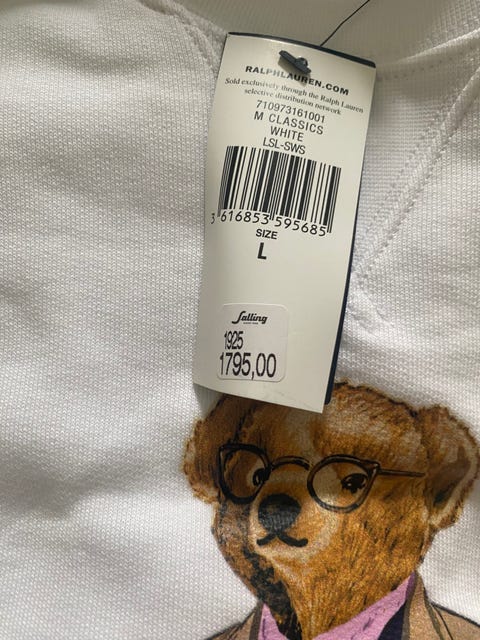 RALPHLAUREN.COM
Sold exclusively through the Ralph Lauren
selective distribution network
710973161001
M CLASSICS
WHITE
LSL-SWS
3 616853 595685
SIZE
L
Salling
1925
1795,00